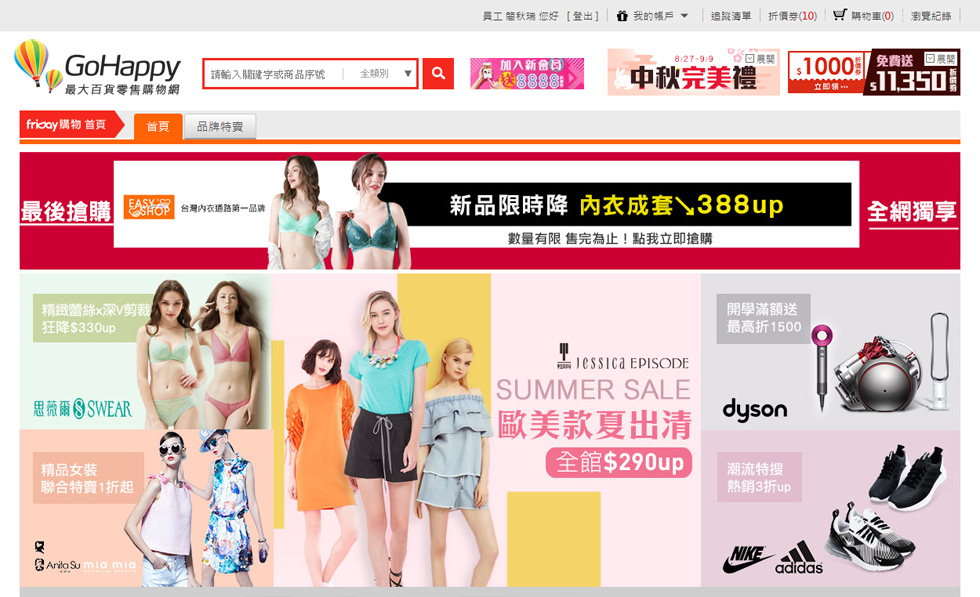 員工 簡秋瑞 您好 [ 登出 ]
我的帳戶
追蹤清單
折價劵(10)
購物車(0)
瀏覽紀錄
GoHappy
最大百貨零售購物網
請輸入關鍵字或商品序號
全館別
加入新會員
送8888
8/27-9/9
展開
中秋完美禮
$1000
折價券
立即領
免費送
展開
$11,350
折價券
friDay購物 首頁
首頁
品牌特賣
最後搶購
EASY SHOP
台灣內衣通路第一品牌
新品限時降 內衣成套↘388up
數量有限 售完為止！點我立即搶購
全網獨享
精緻蕾絲x深V剪裁
狂降$330up
思薇爾 SWEAR
精品女裝
聯合特賣1折起
Anita Su mia mia
Jessica EPISODE
SUMMER SALE
歐美款夏出清
全館$290up
開學滿額送
最高折1500
dyson
潮流特搜
熱銷3折up
NIKE
adidas